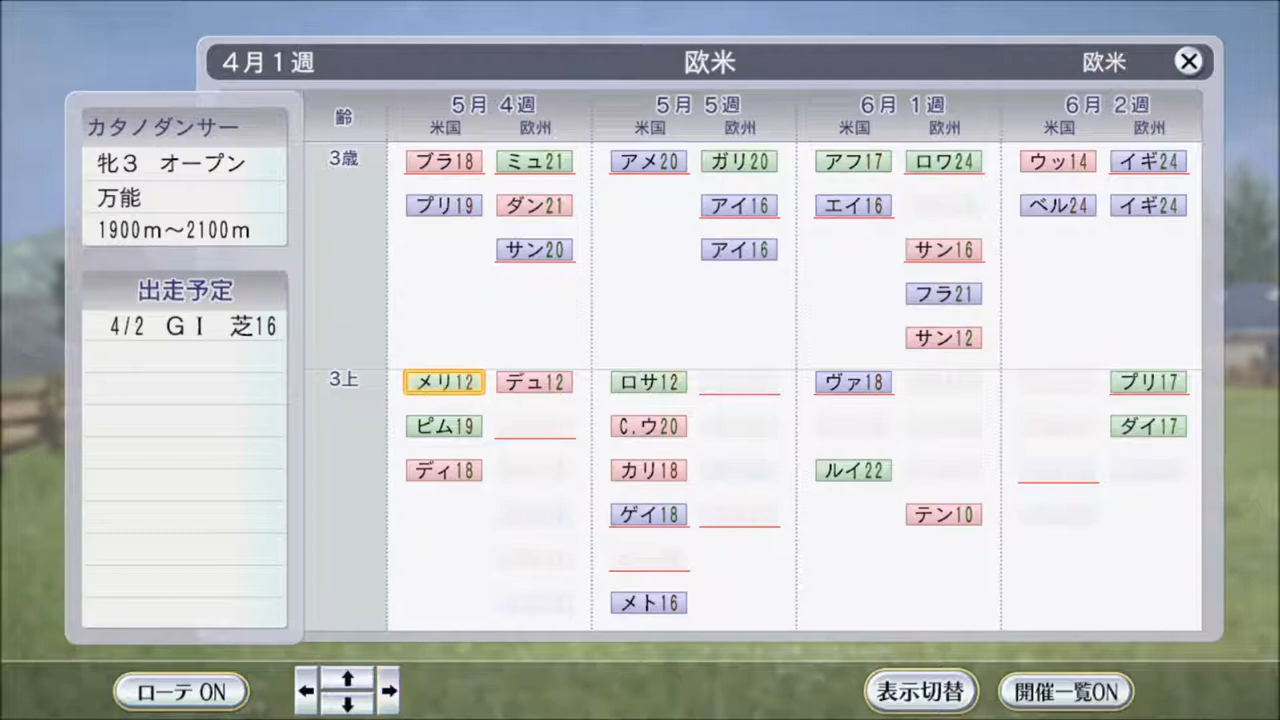 4月1週 欧米 欧米
カタノダンサー
牝3 オープン
万能
1900m～2100m
出走予定
4/2 GI 芝16
齢 5月 4週 5月 5週 6月 1週 6月 2週
米国 欧州 米国 欧州 米国 欧州 米国 欧州
3歳 ブラ18 ミュ21 アメ20 ガリ20 アフ17 ロワ24 ウッ14 イギ24
プリ19 ダン21 アイ16 エイ16 ベル24 イギ24
サン20 アイ16 サン16
フラ21
サン12
3上 メリ12 デュ12 ロサ12 ヴァ18 プリ17
ピム19 C.ウ20 ダイ17
ディ18 カリ18 ルイ22
ゲイ18 テン10
メト16
ローテ ON 表示切替 開催一覧ON